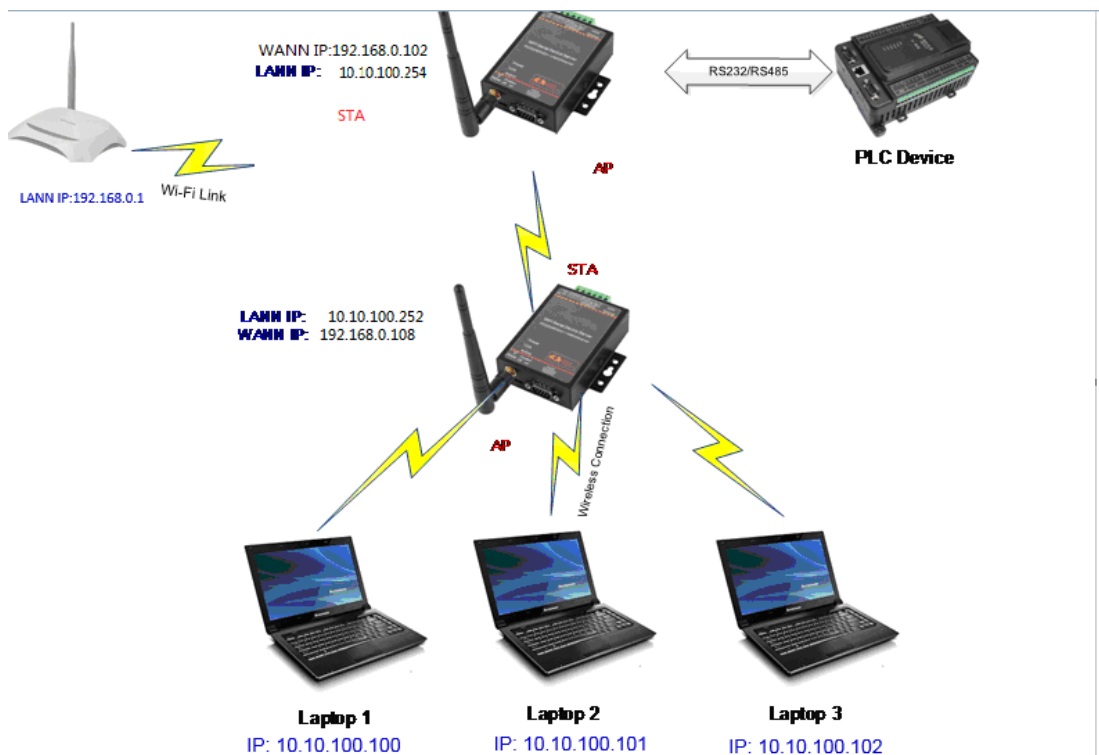 WANN IP:192.168.0.102
LANN IP: 10.10.100.254
STA
RS232/RS485
PLC Device
AP
Wi-Fi Link
LANN IP:192.168.0.1
STA
LANN IP: 10.10.100.252
WANN IP: 192.168.0.108
AP
Wireless Connection
Laptop 1
Laptop 2
Laptop 3
IP: 10.10.100.100
IP: 10.10.100.101
IP: 10.10.100.102